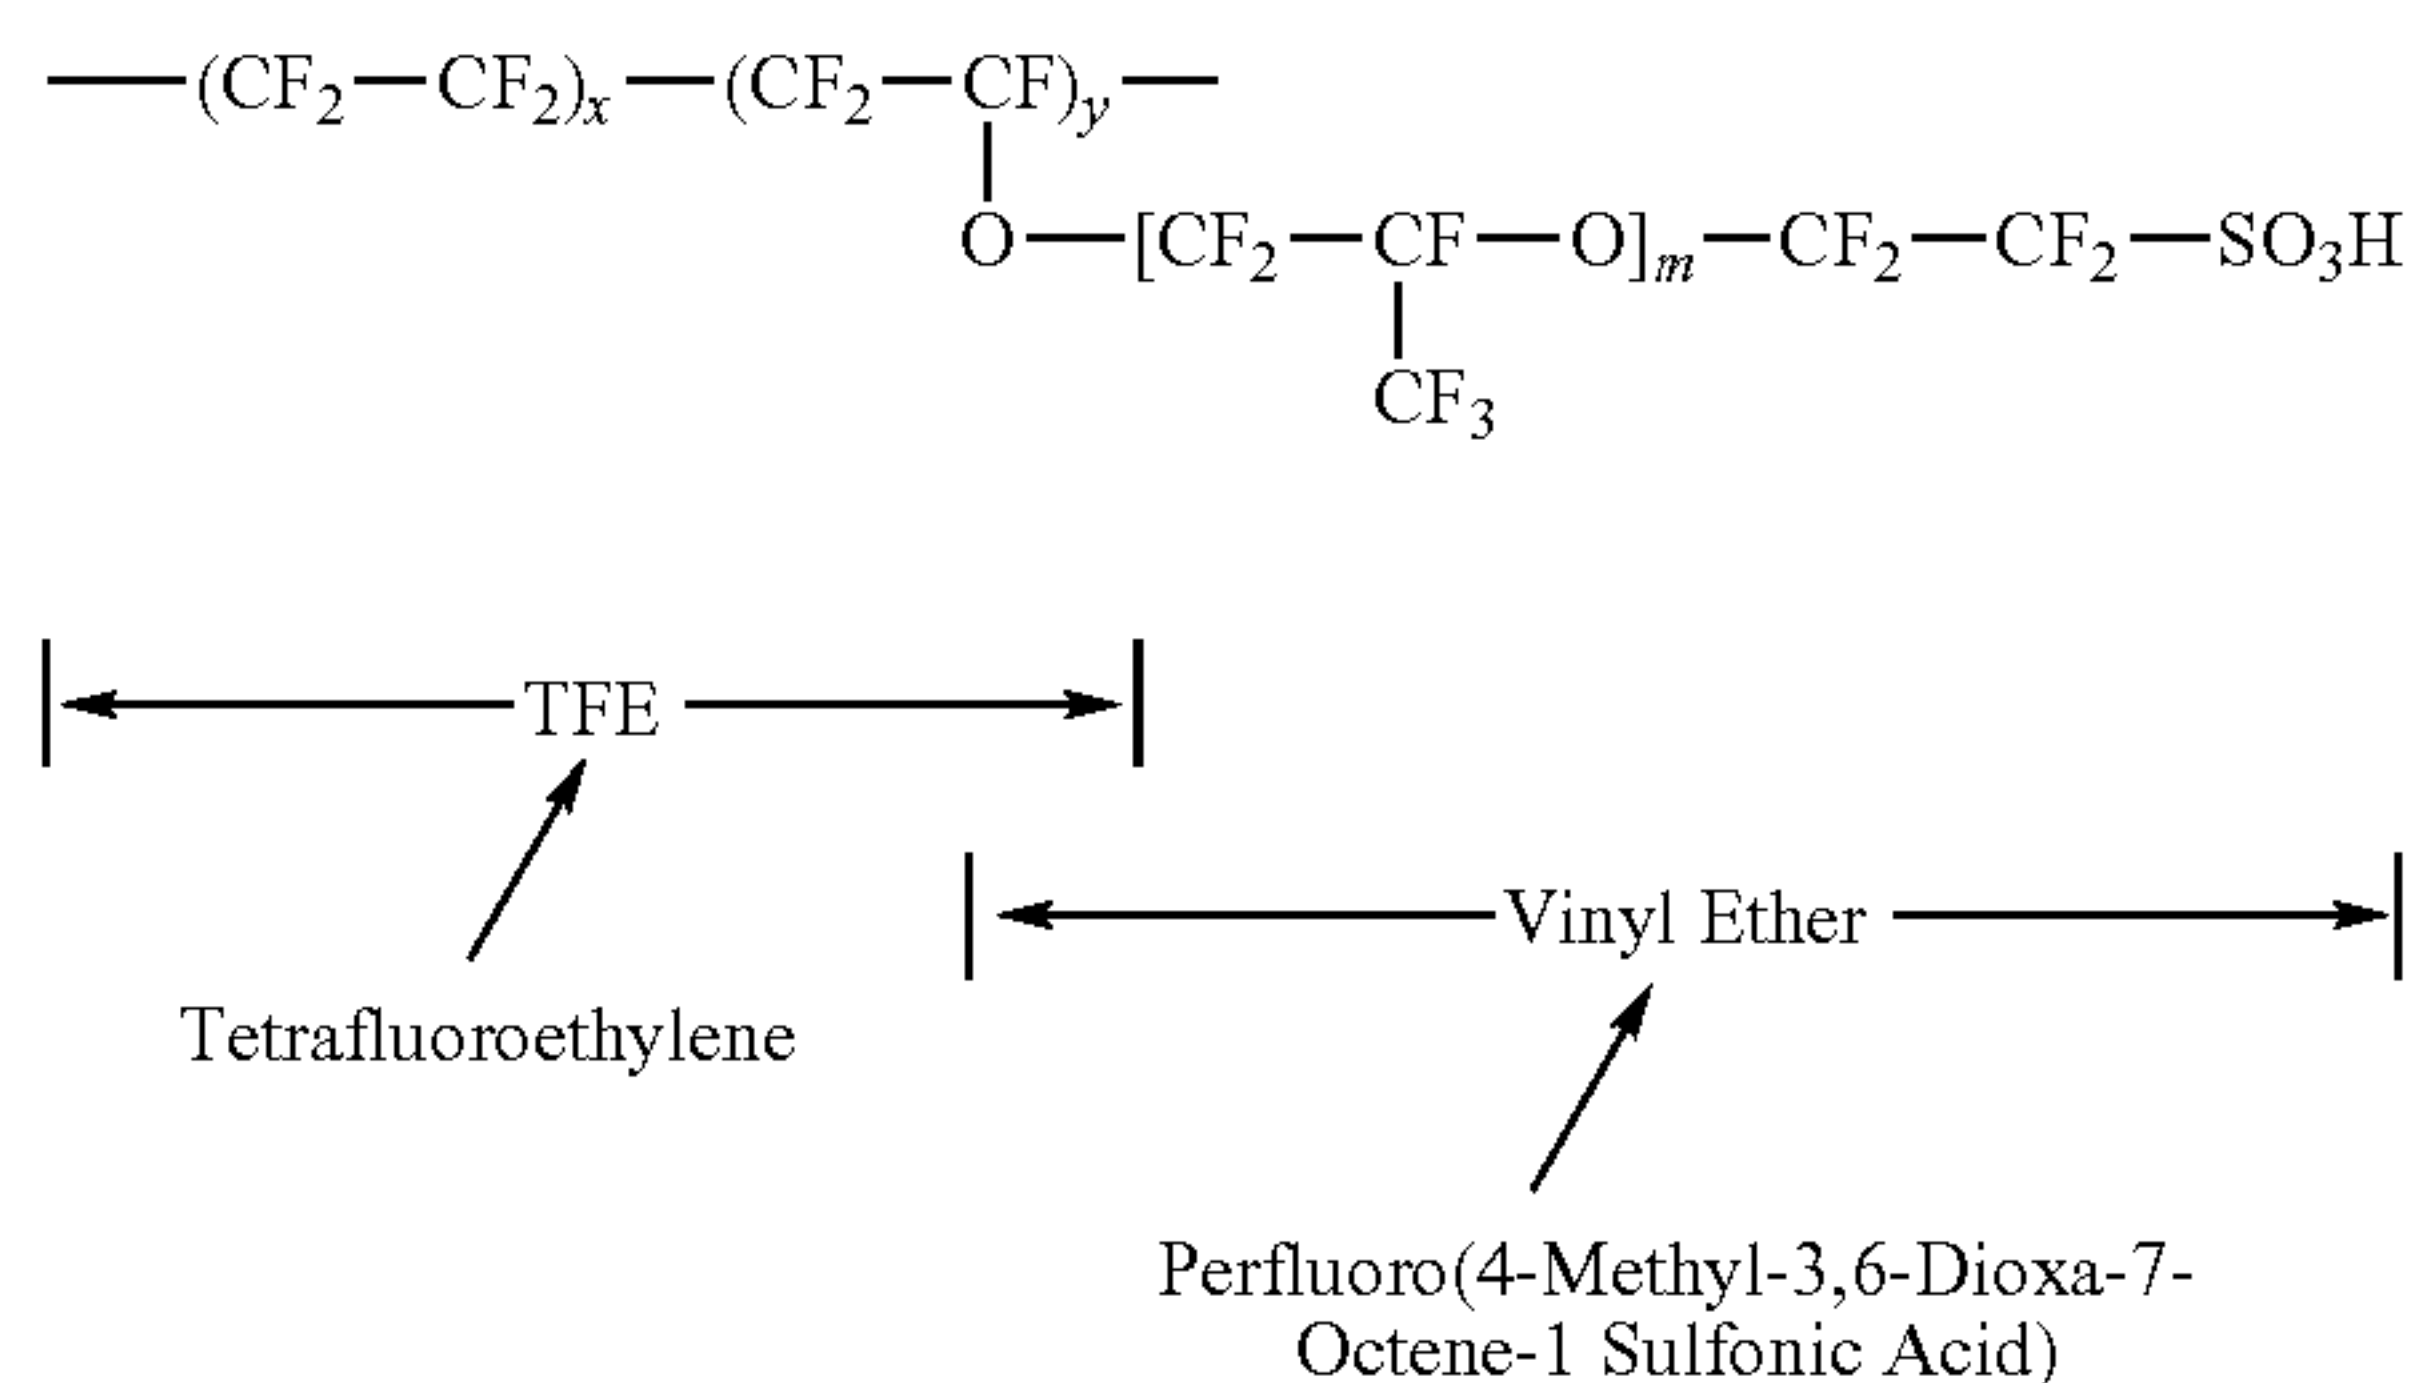 —(CF₂—CF₂)ₓ—(CF₂—CF)y—
O—[CF₂—CF—O]m—CF₂—CF₂—SO₃H
CF₃
TFE
Vinyl Ether
Tetrafluoroethylene
Perfluoro(4-Methyl-3,6-Dioxa-7-
Octene-1 Sulfonic Acid)